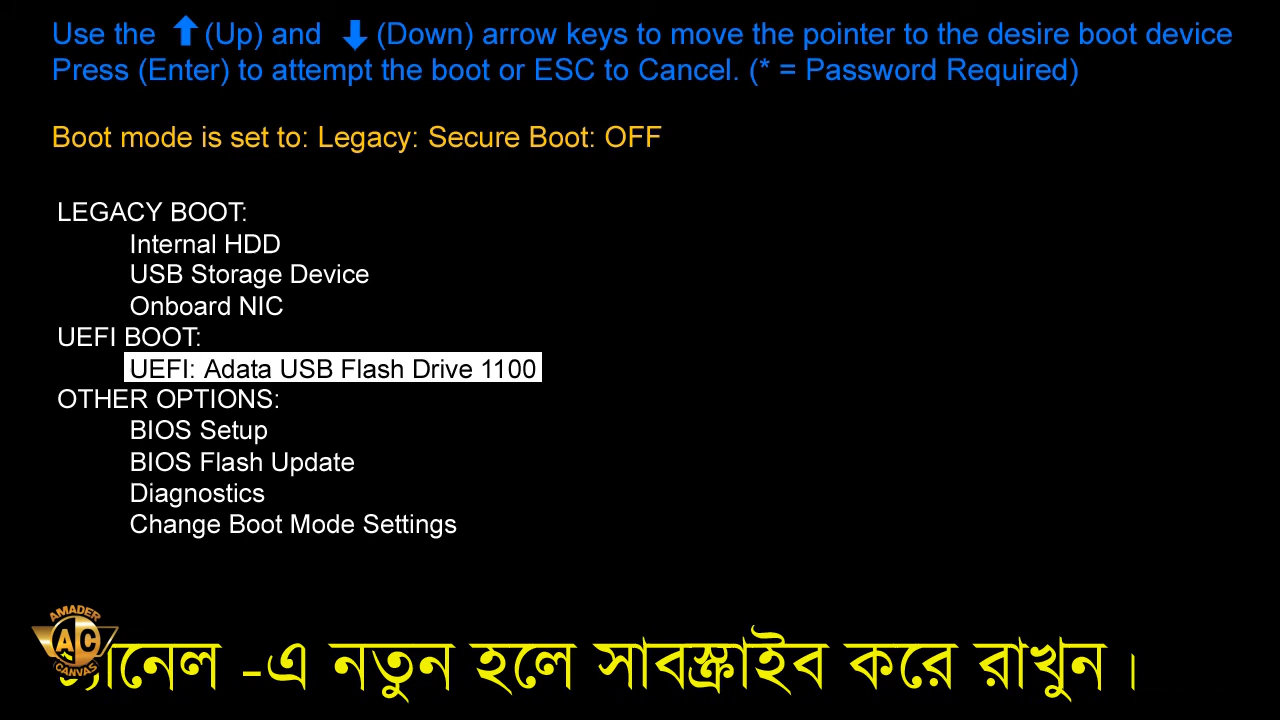 Use the ⬆ (Up) and ⬇ (Down) arrow keys to move the pointer to the desire boot device
Press (Enter) to attempt the boot or ESC to Cancel. (* = Password Required)
Boot mode is set to: Legacy: Secure Boot: OFF
LEGACY BOOT:
Internal HDD
USB Storage Device
Onboard NIC
UEFI BOOT:
UEFI: Adata USB Flash Drive 1100
OTHER OPTIONS:
BIOS Setup
BIOS Flash Update
Diagnostics
Change Boot Mode Settings
AMADER
AC
CANVAS
-এ নতুন হলে সাবস্ক্রাইব করে রাখুন।